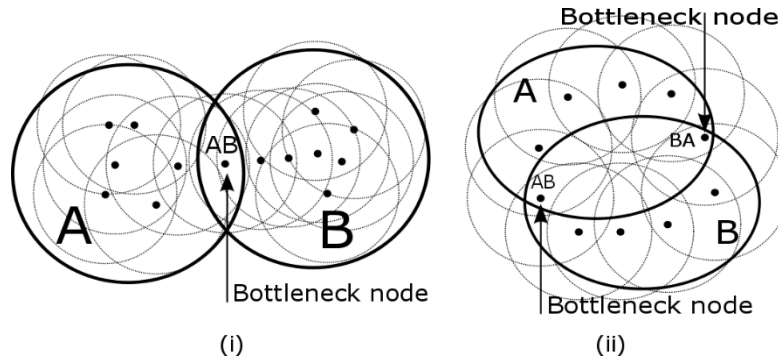 Bottleneck node
A
BA
AB
B
Bottleneck node
(ii)
AB
A
B
Bottleneck node
(i)